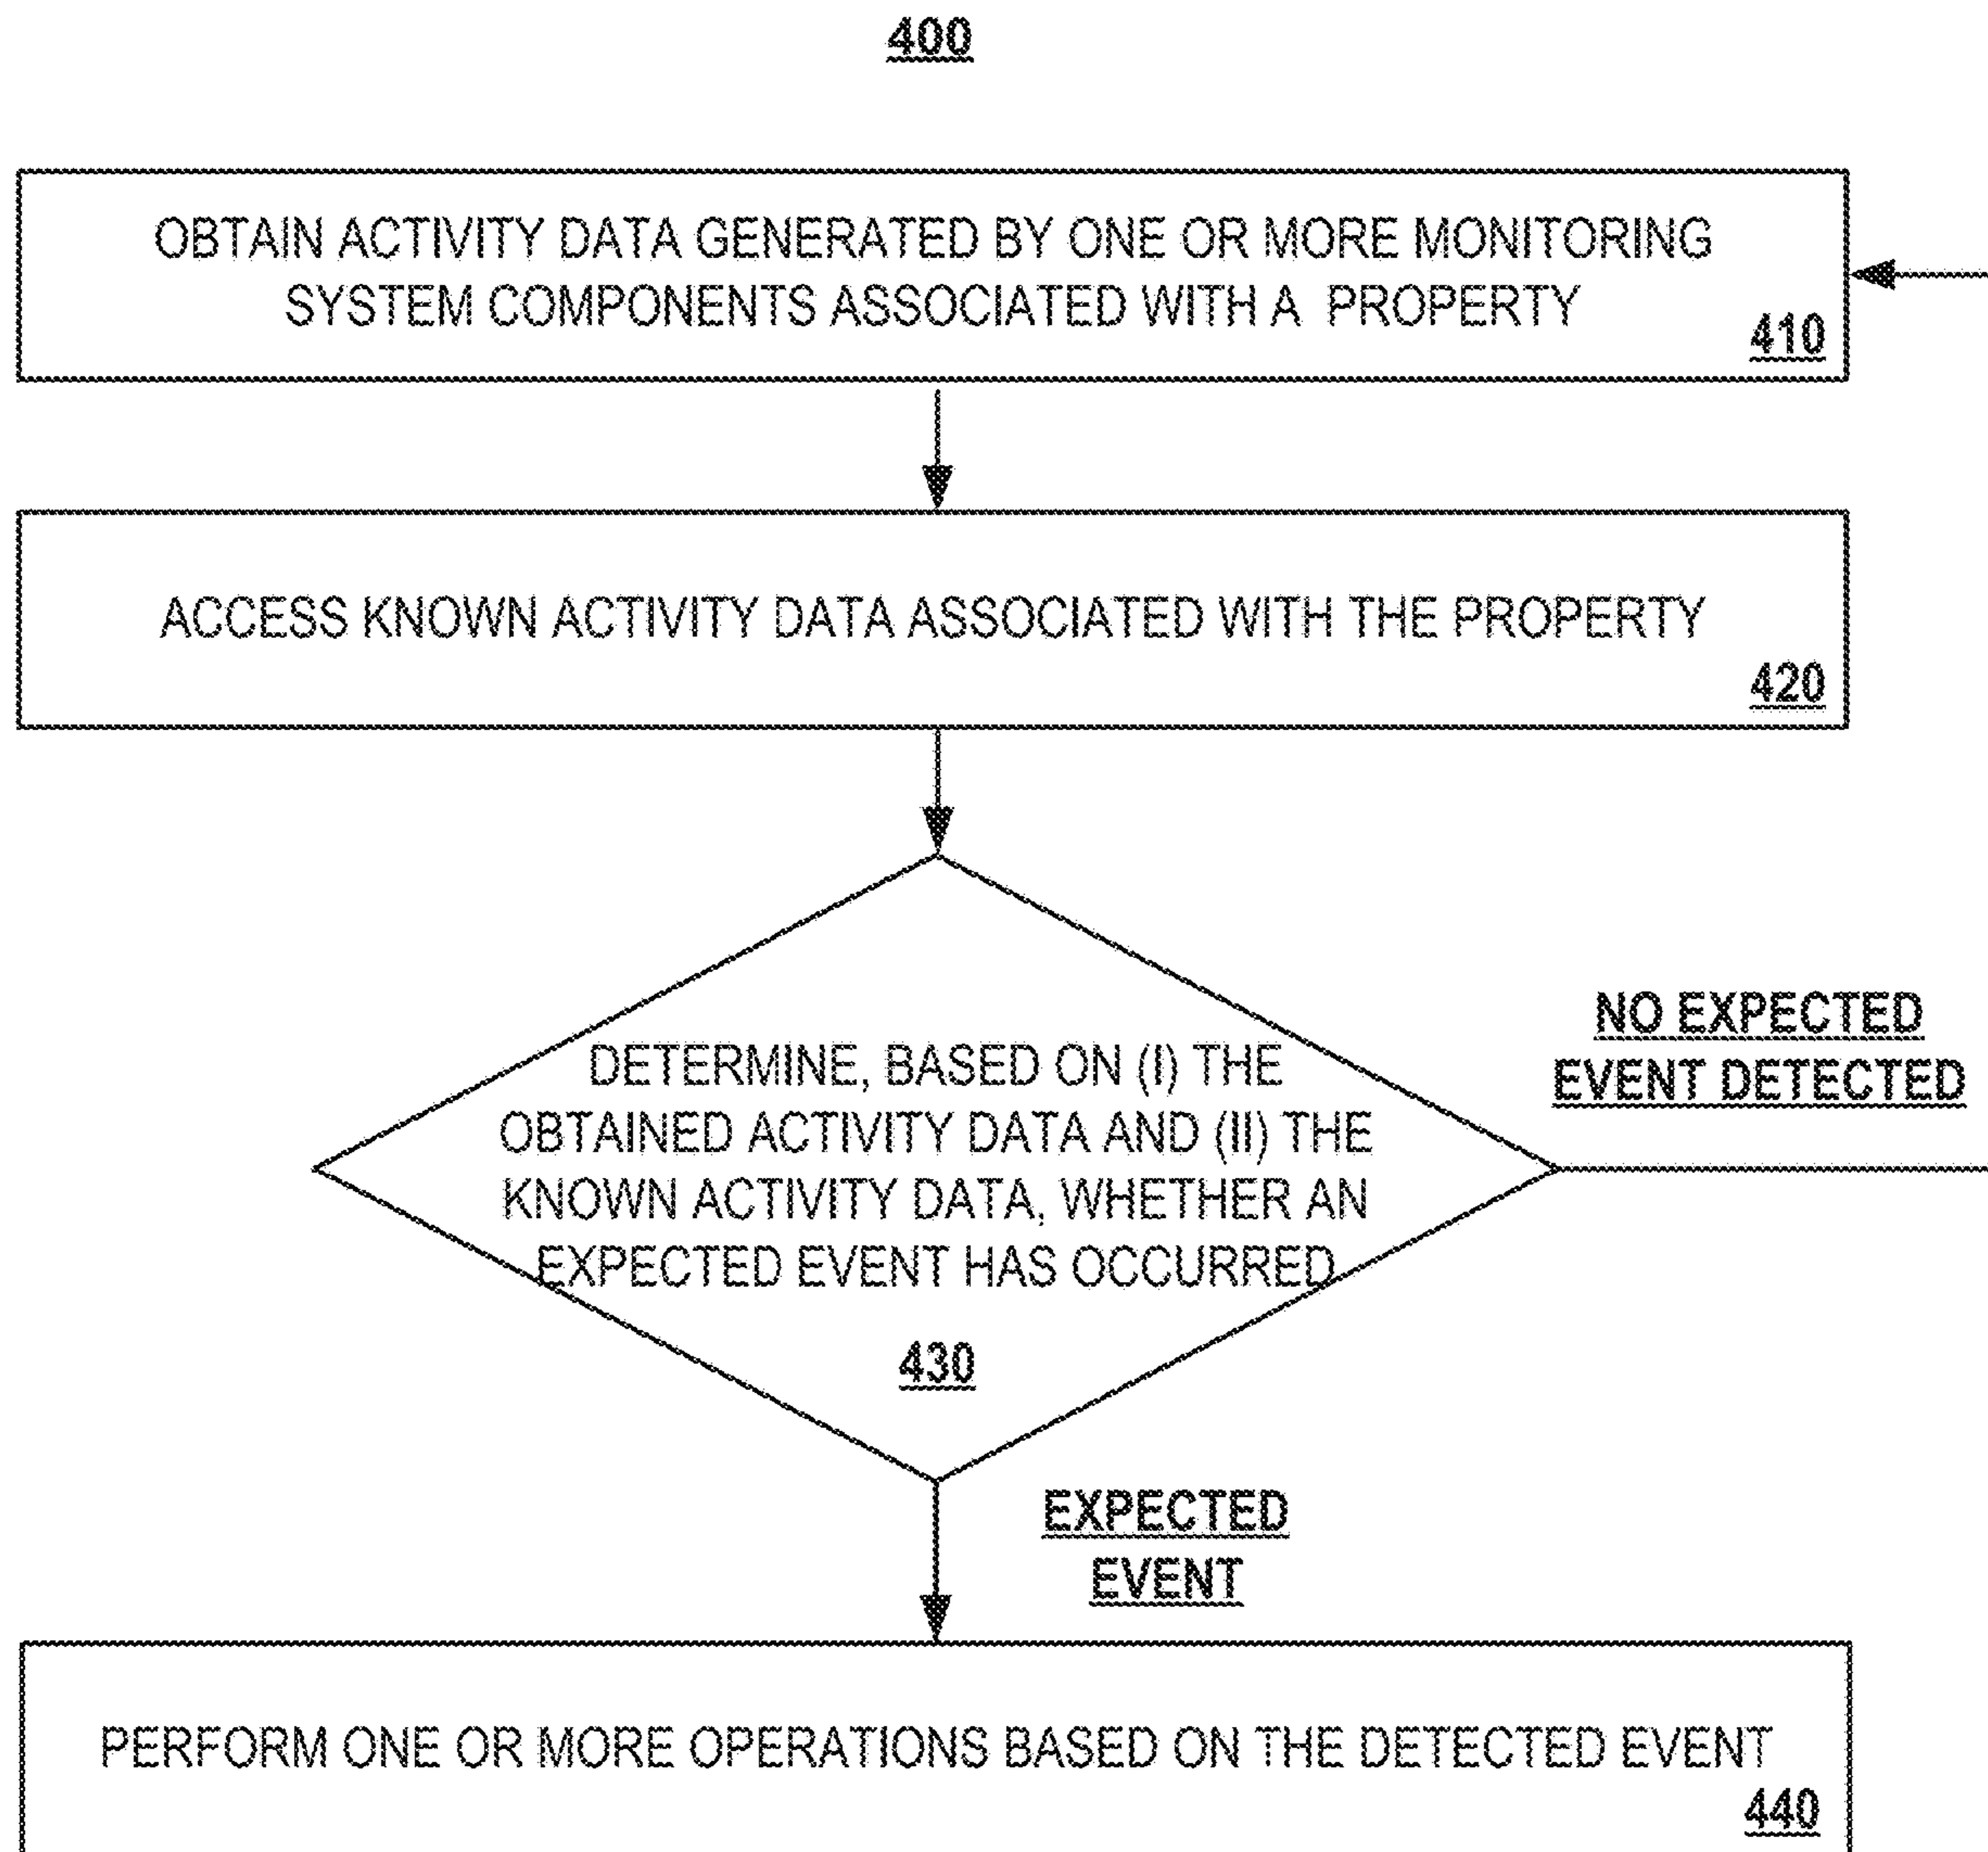 400
OBTAIN ACTIVITY DATA GENERATED BY ONE OR MORE MONITORING
SYSTEM COMPONENTS ASSOCIATED WITH A PROPERTY
410
ACCESS KNOWN ACTIVITY DATA ASSOCIATED WITH THE PROPERTY
420
DETERMINE, BASED ON (I) THE
OBTAINED ACTIVITY DATA AND (II) THE
KNOWN ACTIVITY DATA, WHETHER AN
EXPECTED EVENT HAS OCCURRED
430
NO EXPECTED
EVENT DETECTED
EXPECTED
EVENT
PERFORM ONE OR MORE OPERATIONS BASED ON THE DETECTED EVENT
440